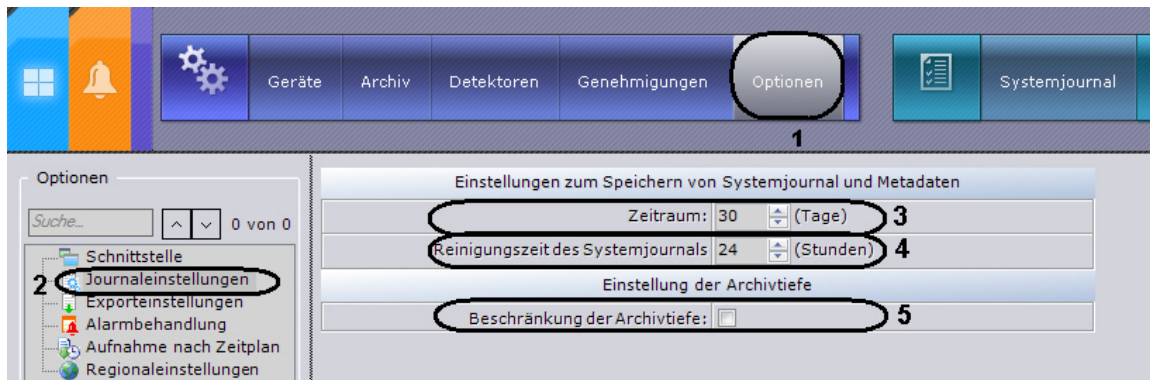 Geräte Archiv Detektoren Genehmigungen Optionen Systemjournal
1
Optionen
Suche... 0 von 0
Schnittstelle
2 Journaleinstellungen
Exporteinstellungen
Alarmbehandlung
Aufnahme nach Zeitplan
Regionaleinstellungen
Einstellungen zum Speichern von Systemjournal und Metadaten
Zeitraum: 30 (Tage) 3
Reinigungszeit des Systemjournals 24 (Stunden) 4
Einstellung der Archivtiefe
Beschränkung der Archivtiefe: 5